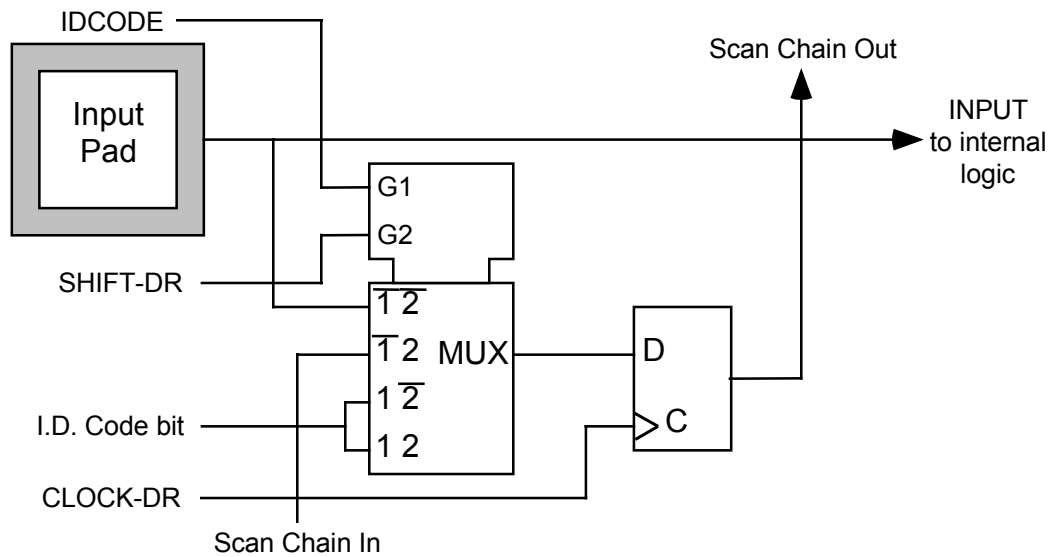 IDCODE
Scan Chain Out
Input
Pad
INPUT
to internal
logic
G1
G2
SHIFT-DR
1̅ 2̅
1̅ 2
MUX
D
1 2̅
I.D. Code bit
C
1 2
CLOCK-DR
Scan Chain In